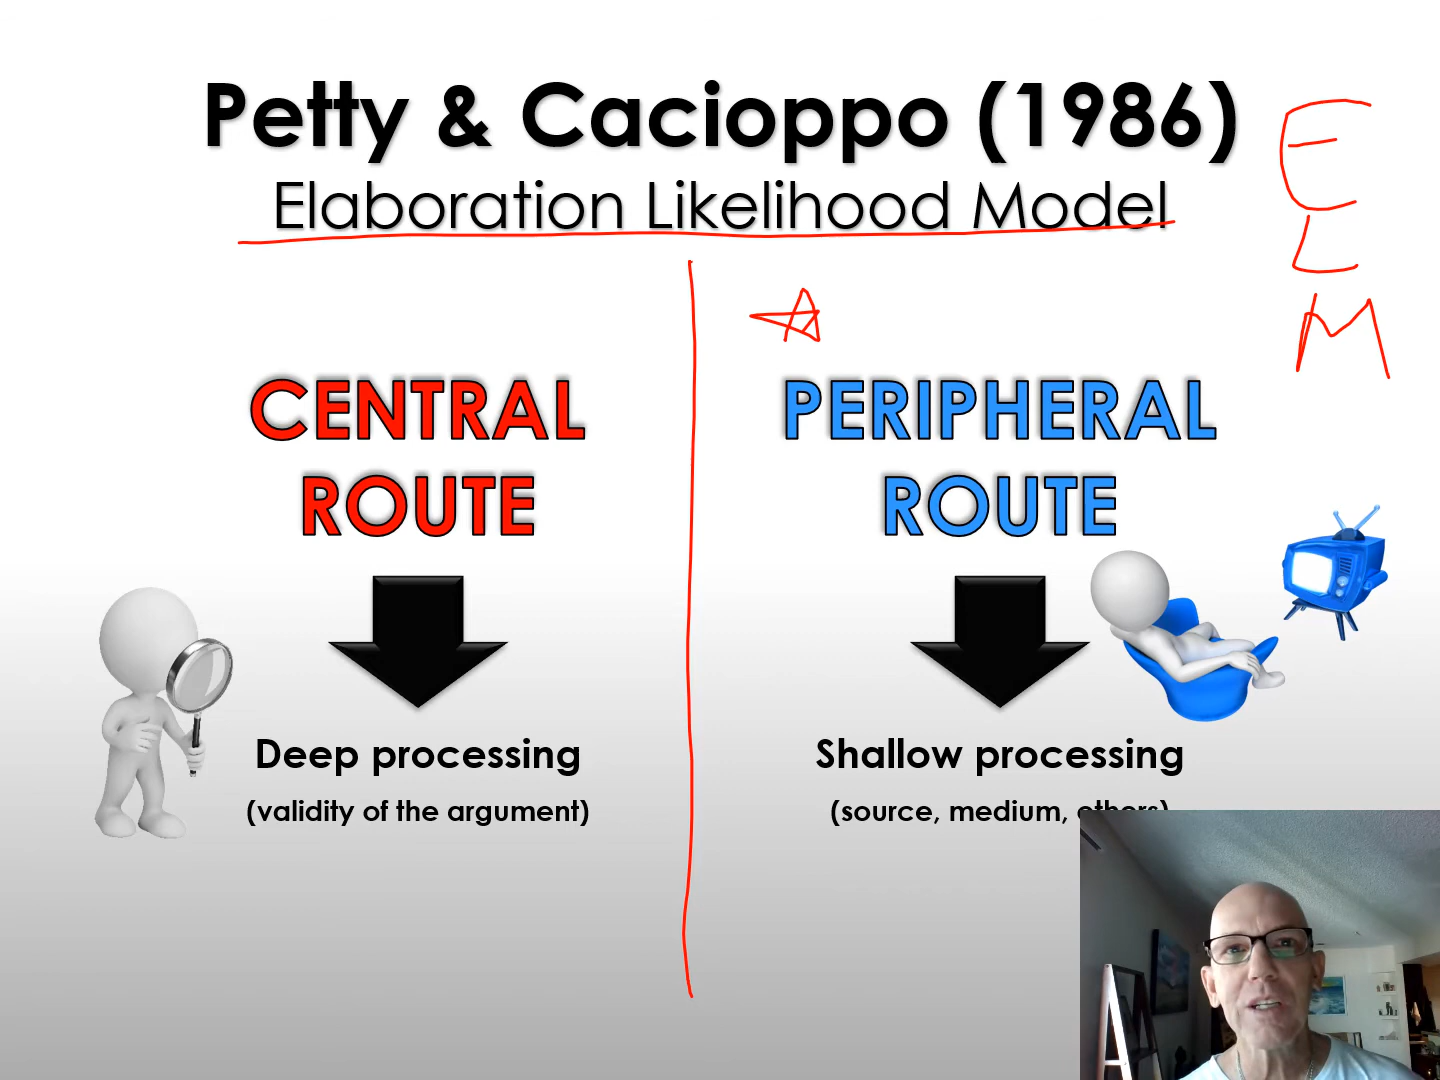 Petty & Cacioppo (1986)
Elaboration Likelihood Model
E
L
M
CENTRAL
ROUTE
Deep processing
(validity of the argument)
PERIPHERAL
ROUTE
Shallow processing
(source, medium, others)